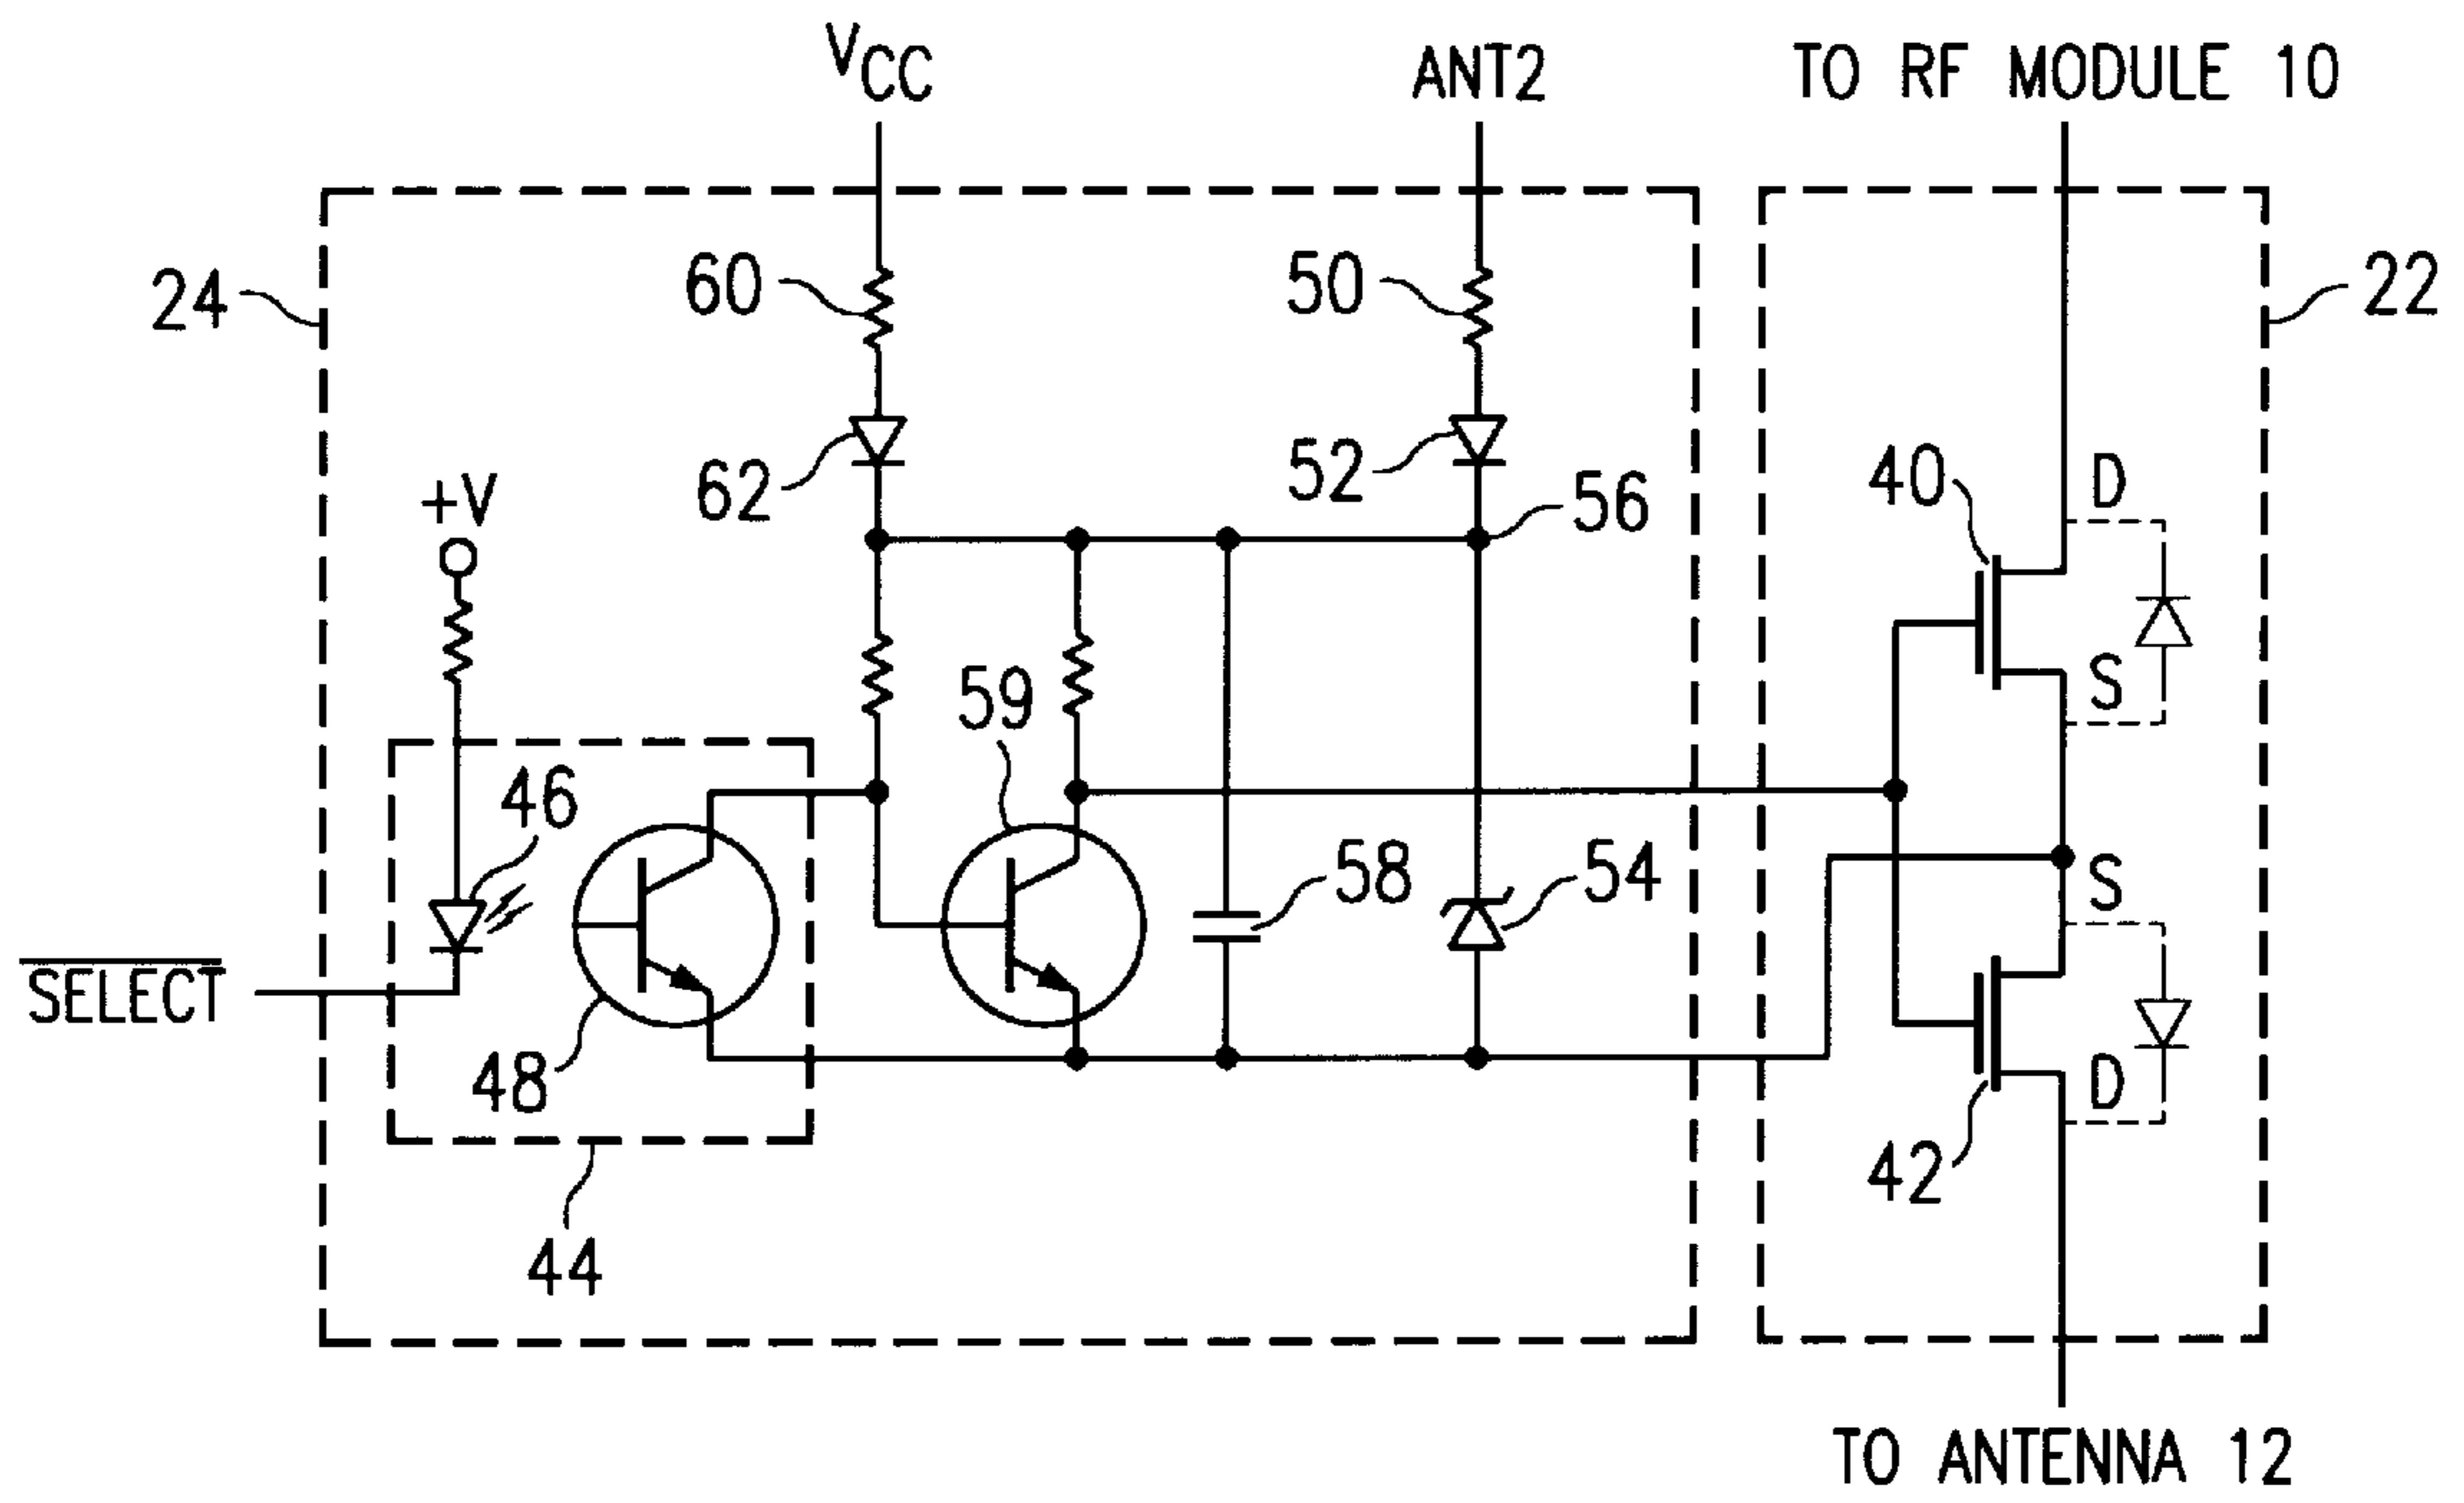 VCC
ANT2
TO RF MODULE 10
24
60
50
22
62
52
56
40
D
+V
59
S
46
58
54
S
SELECT
48
D
42
44
TO ANTENNA 12